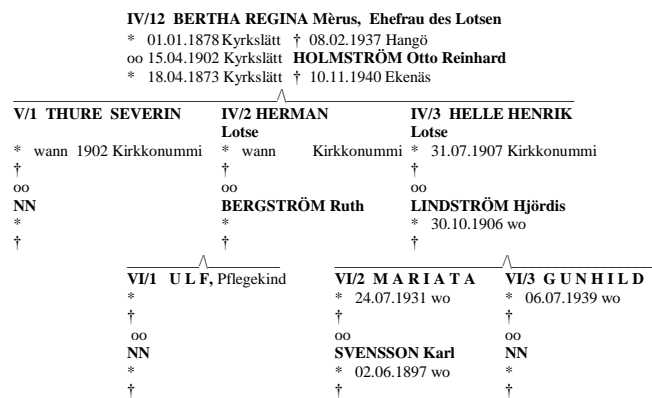 IV/12 BERTHA REGINA Mèrus, Ehefrau des Lotsen
* 01.01.1878 Kyrkslätt † 08.02.1937 Hangö
oo 15.04.1902 Kyrkslätt HOLMSTRÖM Otto Reinhard
* 18.04.1873 Kyrkslätt † 10.11.1940 Ekenäs
V/1 THURE SEVERIN IV/2 HERMAN IV/3 HELLE HENRIK
Lotse Lotse
* wann 1902 Kirkkonummi * wann Kirkkonummi * 31.07.1907 Kirkkonummi
† † †
oo oo oo
NN BERGSTRÖM Ruth LINDSTRÖM Hjördis
* * * 30.10.1906 wo
† † †
VI/1 U L F, Pflegekind VI/2 M A R I A T A VI/3 G U N H I L D
* * 24.07.1931 wo * 06.07.1939 wo
† † †
oo oo oo
NN SVENSSON Karl NN
* * 02.06.1897 wo *
† † †